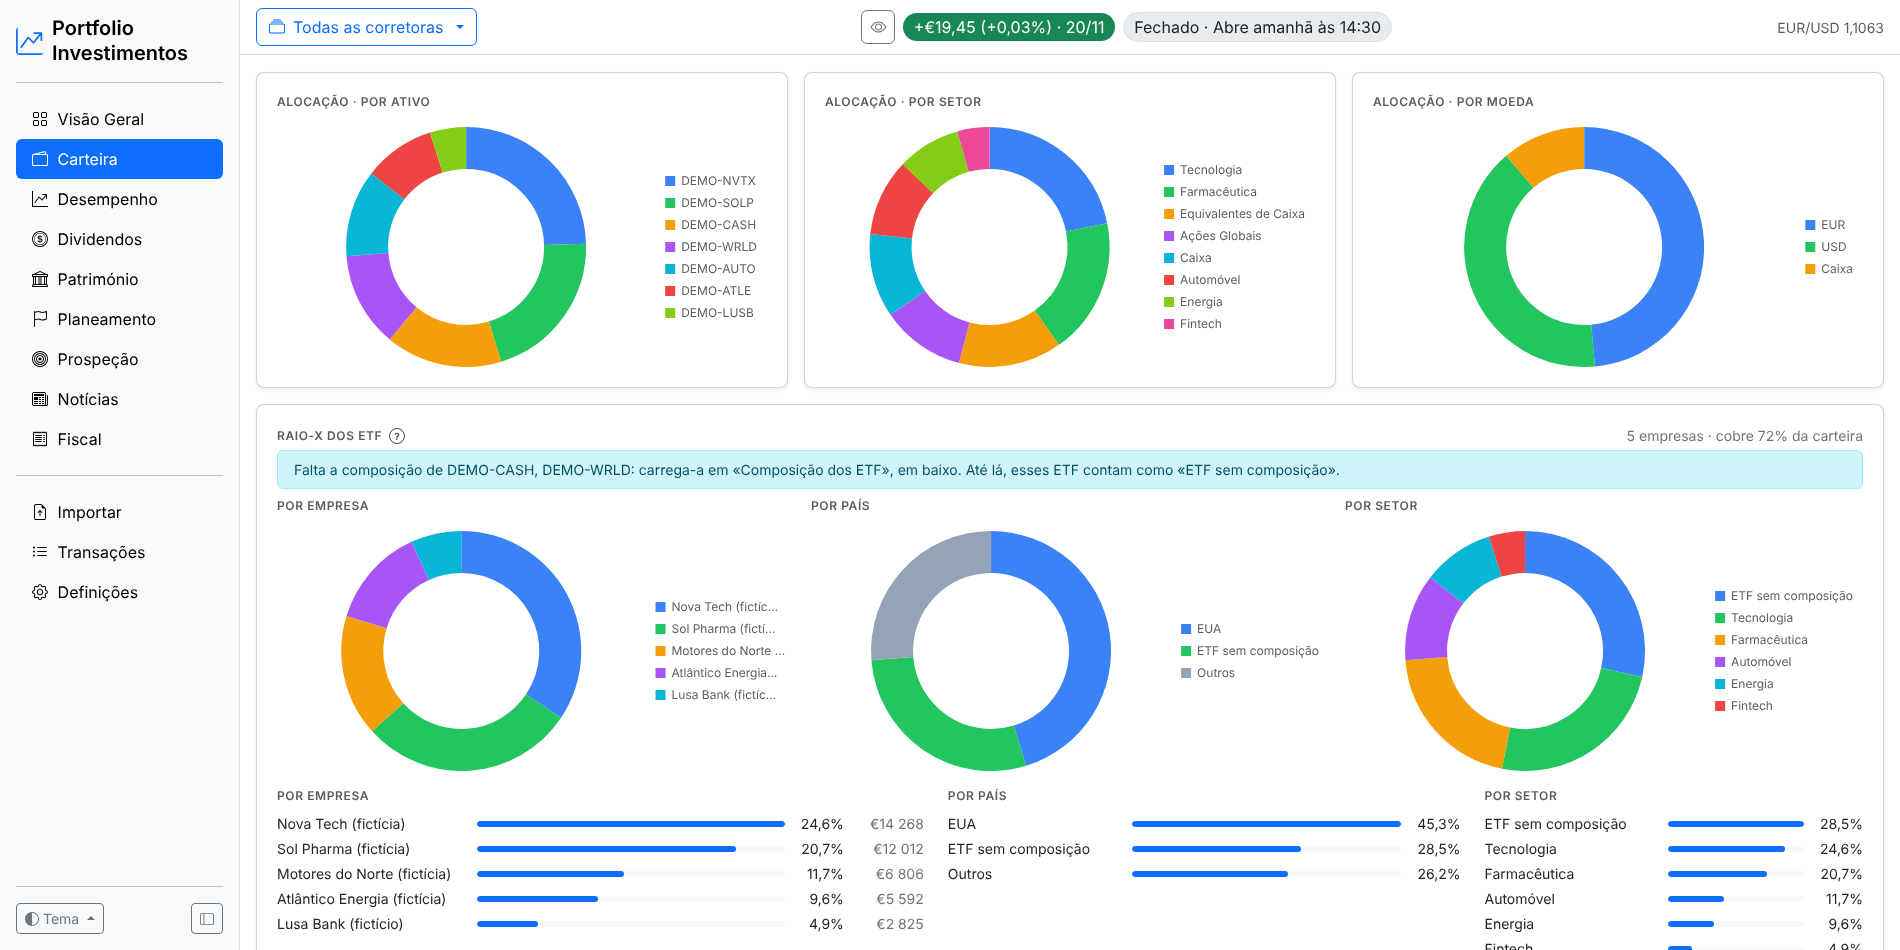 Portfolio
Investimentos
Visão Geral
Carteira
Desempenho
Dividendos
Património
Planeamento
Prospeção
Notícias
Fiscal
Importar
Transações
Definições
Tema
Todas as corretoras
+€19,45 (+0,03%) · 20/11
Fechado · Abre amanhã às 14:30
EUR/USD 1,1063
ALOCAÇÃO · POR ATIVO
DEMO-NVTX
DEMO-SOLP
DEMO-CASH
DEMO-WRLD
DEMO-AUTO
DEMO-ATLE
DEMO-LUSB
ALOCAÇÃO · POR SETOR
Tecnologia
Farmacêutica
Equivalentes de Caixa
Ações Globais
Caixa
Automóvel
Energia
Fintech
ALOCAÇÃO · POR MOEDA
EUR
USD
Caixa
RAIO-X DOS ETF ?
5 empresas · cobre 72% da carteira
Falta a composição de DEMO-CASH, DEMO-WRLD: carrega-a em «Composição dos ETF», em baixo. Até lá, esses ETF contam como «ETF sem composição».
POR EMPRESA
Nova Tech (fictíc...
Sol Pharma (fictí...
Motores do Norte ...
Atlântico Energia...
Lusa Bank (fictíc...
POR PAÍS
EUA
ETF sem composição
Outros
POR SETOR
ETF sem composição
Tecnologia
Farmacêutica
Automóvel
Energia
Fintech
POR EMPRESA
Nova Tech (fictícia) 24,6% €14 268
Sol Pharma (fictícia) 20,7% €12 012
Motores do Norte (fictícia) 11,7% €6 806
Atlântico Energia (fictícia) 9,6% €5 592
Lusa Bank (fictício) 4,9% €2 825
POR PAÍS
EUA 45,3%
ETF sem composição 28,5%
Outros 26,2%
POR SETOR
ETF sem composição 28,5%
Tecnologia 24,6%
Farmacêutica 20,7%
Automóvel 11,7%
Energia 9,6%
Fintech 4,9%